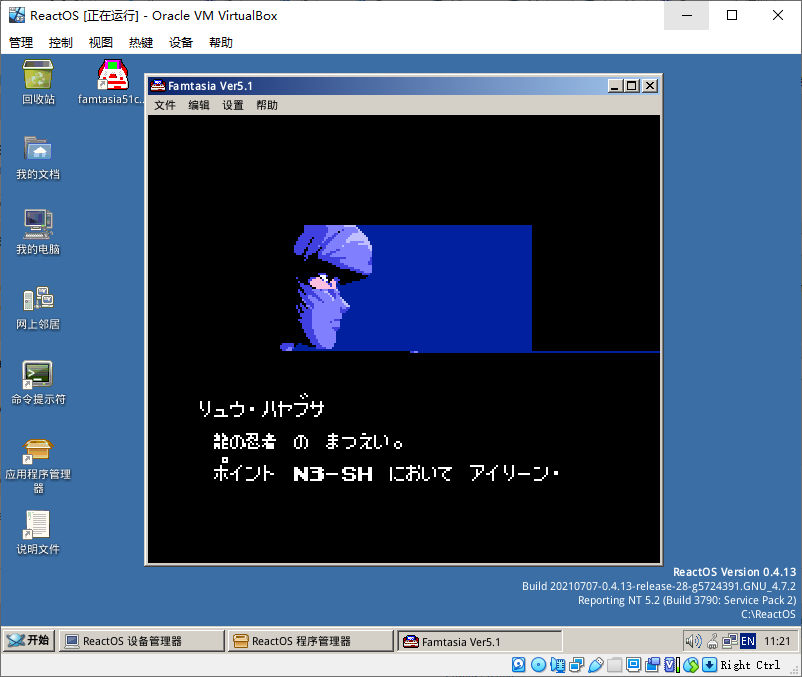 ReactOS [正在运行] - Oracle VM VirtualBox
管理 控制 视图 热键 设备 帮助
回收站
famtasia51c...
我的文档
我的电脑
网上邻居
命令提示符
应用程序管理
器
说明文件
Famtasia Ver5.1
文件 编辑 设置 帮助
リュウ・ハヤブサ
龍の忍者 の まつえい。
ポイント N3-SH において アイリーン・
ReactOS Version 0.4.13
Build 20210707-0.4.13-release-28-g5724391.GNU_4.7.2
Reporting NT 5.2 (Build 3790: Service Pack 2)
C:\ReactOS
开始 ReactOS 设备管理器 ReactOS 程序管理器 Famtasia Ver5.1 EN 11:21
Right Ctrl